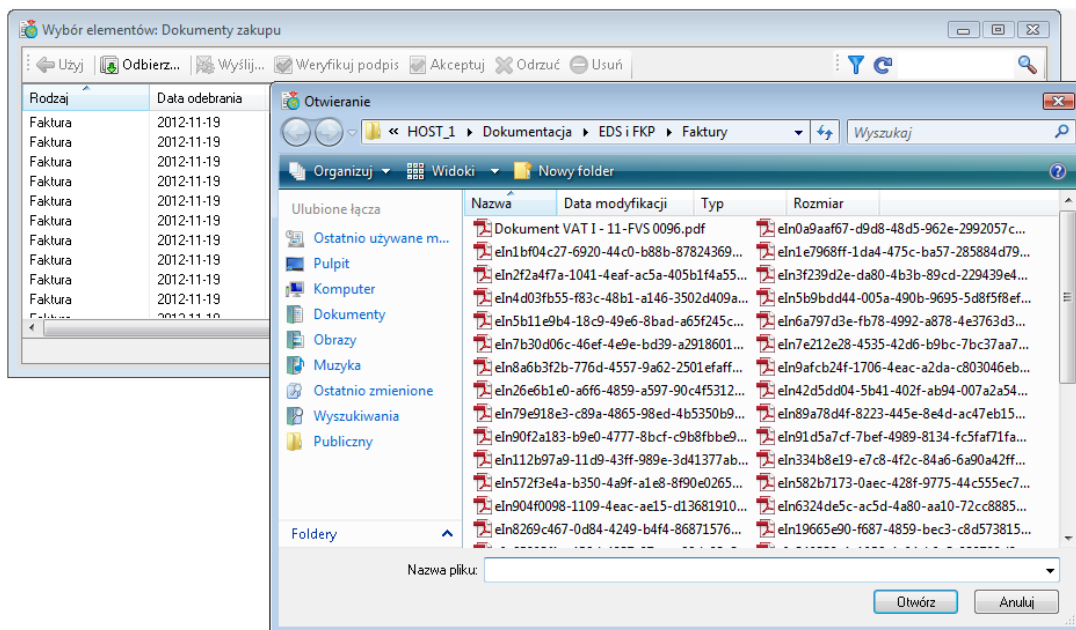 Wybór elementów: Dokumenty zakupu
Użyj Odbierz... Wyślij... Weryfikuj podpis Akceptuj Odrzuć Usuń
Rodzaj Data odebrania
Faktura 2012-11-19
Faktura 2012-11-19
Faktura 2012-11-19
Faktura 2012-11-19
Faktura 2012-11-19
Faktura 2012-11-19
Faktura 2012-11-19
Faktura 2012-11-19
Faktura 2012-11-19
Faktura 2012-11-19
Otwieranie
« HOST_1 Dokumentacja EDS i FKP Faktury Wyszukaj
Organizuj Widoki Nowy folder
Ulubione łącza
Ostatnio używane m...
Pulpit
Komputer
Dokumenty
Obrazy
Muzyka
Ostatnio zmienione
Wyszukiwania
Publiczny
Foldery
Nazwa Data modyfikacji Typ Rozmiar
Dokument VAT I - 11-FVS 0096.pdf eIn0a9aaf67-d9d8-48d5-962e-2992057c...
eIn1bf04c27-6920-44c0-b88b-87824369... eIn1e7968ff-1da4-475c-ba57-285884d79...
eIn2f2a4f7a-1041-4eaf-ac5a-405b1f4a55... eIn3f239d2e-da80-4b3b-89cd-229439e4...
eIn4d03fb55-f83c-48b1-a146-3502d409a... eIn5b9bdd44-005a-490b-9695-5d8f5f8ef...
eIn5b11e9b4-18c9-49e6-8bad-a65f245c... eIn6a797d3e-fb78-4992-a878-4e3763d3...
eIn7b30d06c-46ef-4e9e-bd39-a2918601... eIn7e212e28-4535-42d6-b9bc-7bc37aa7...
eIn8a6b3f2b-776d-4557-9a62-2501efaff... eIn9afcb24f-1706-4eac-a2da-c803046eb...
eIn26e6b1e0-a6f6-4859-a597-90c4f5312... eIn42d5dd04-5b41-402f-ab94-007a2a54...
eIn79e918e3-c89a-4865-98ed-4b5350b9... eIn89a78d4f-8223-445e-8e4d-ac47eb15...
eIn90f2a183-b9e0-4777-8bcf-c9b8fbbe9... eIn91d5a7cf-7bef-4989-8134-fc5faf71fa...
eIn112b97a9-11d9-43ff-989e-3d41377ab... eIn334b8e19-e7c8-4f2c-84a6-6a90a42ff...
eIn572f3e4a-b350-4a9f-a1e8-8f90e0265... eIn582b7173-0aec-428f-9775-44c555ec7...
eIn904f0098-1109-4eac-ae15-d13681910... eIn6324de5c-ac5d-4a80-aa10-72cc8885...
eIn8269c467-0d84-4249-b4f4-86871576... eIn19665e90-f687-4859-bec3-c8d573815...
Nazwa pliku:
Otwórz Anuluj